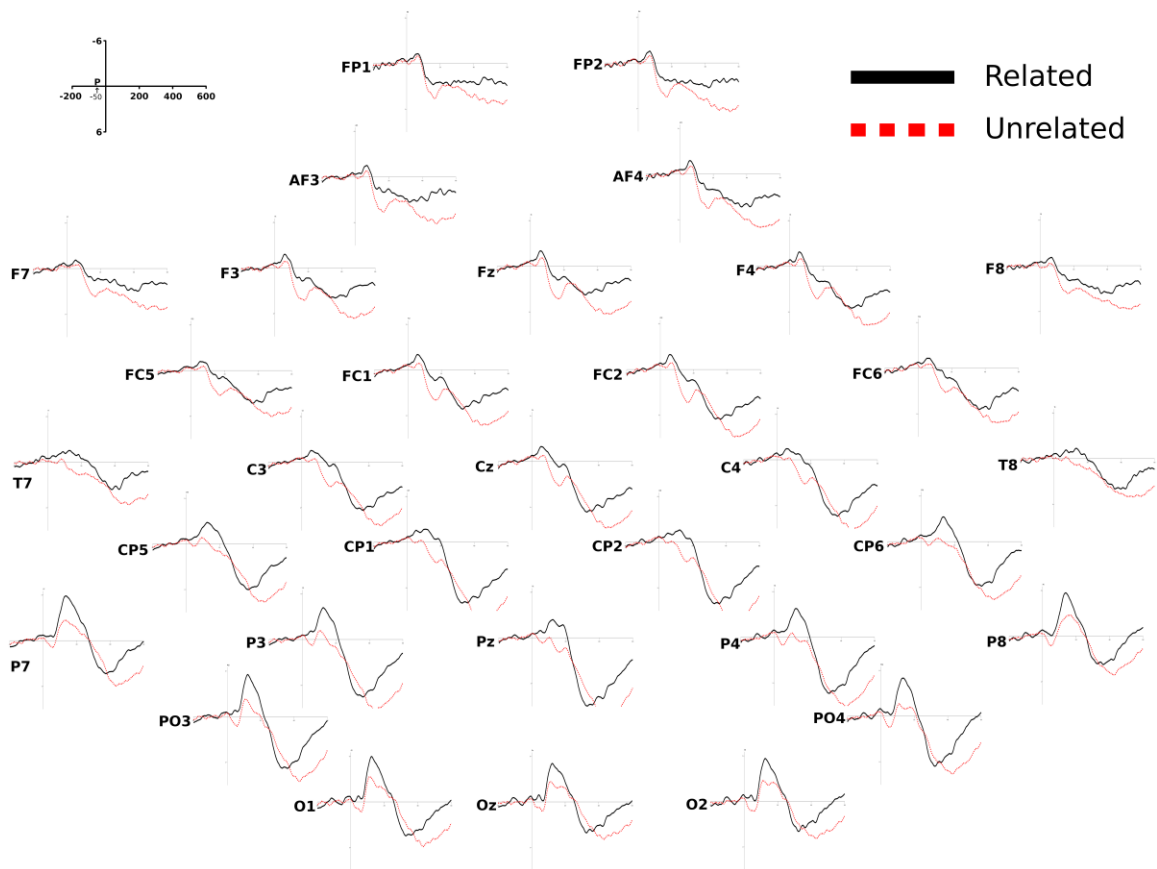 -6
P
-200 -50 200 400 600
6
FP1 FP2
Related
Unrelated
AF3 AF4
F7 F3 Fz F4 F8
FC5 FC1 FC2 FC6
T7 C3 Cz C4 T8
CP5 CP1 CP2 CP6
P7 P3 Pz P4 P8
PO3 PO4
O1 Oz O2